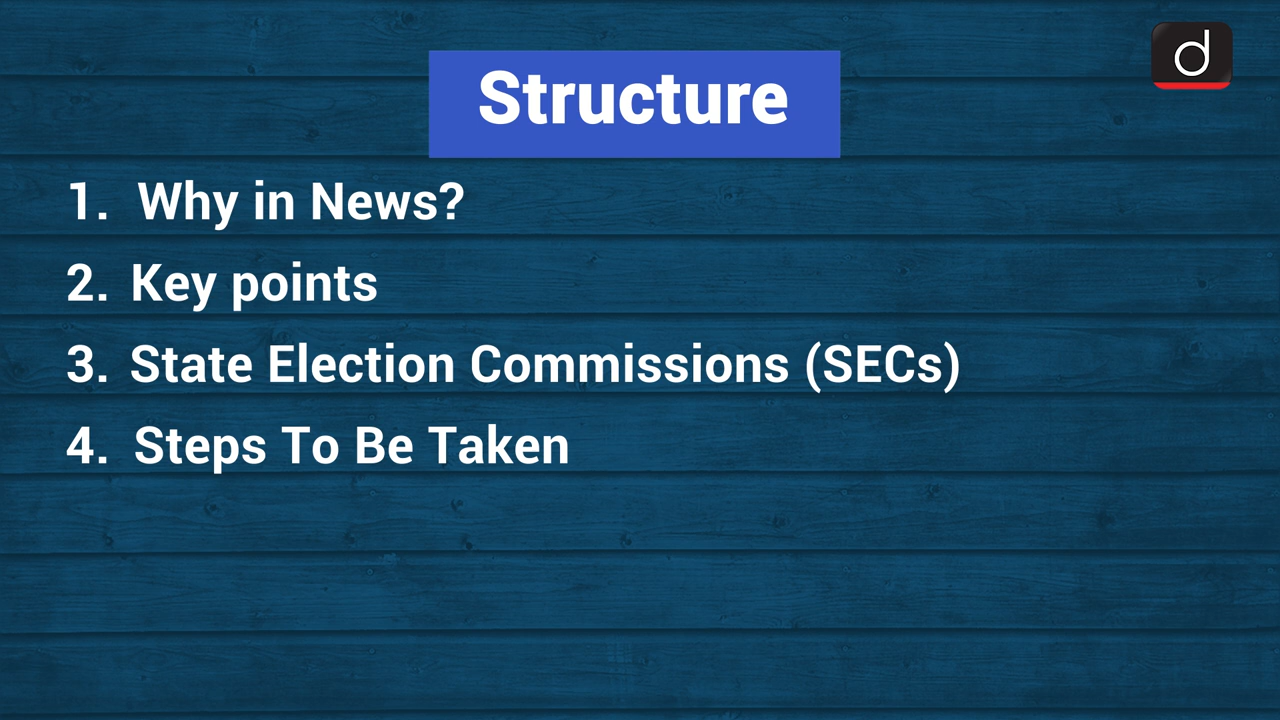 d
Structure
1. Why in News?
2. Key points
3. State Election Commissions (SECs)
4. Steps To Be Taken